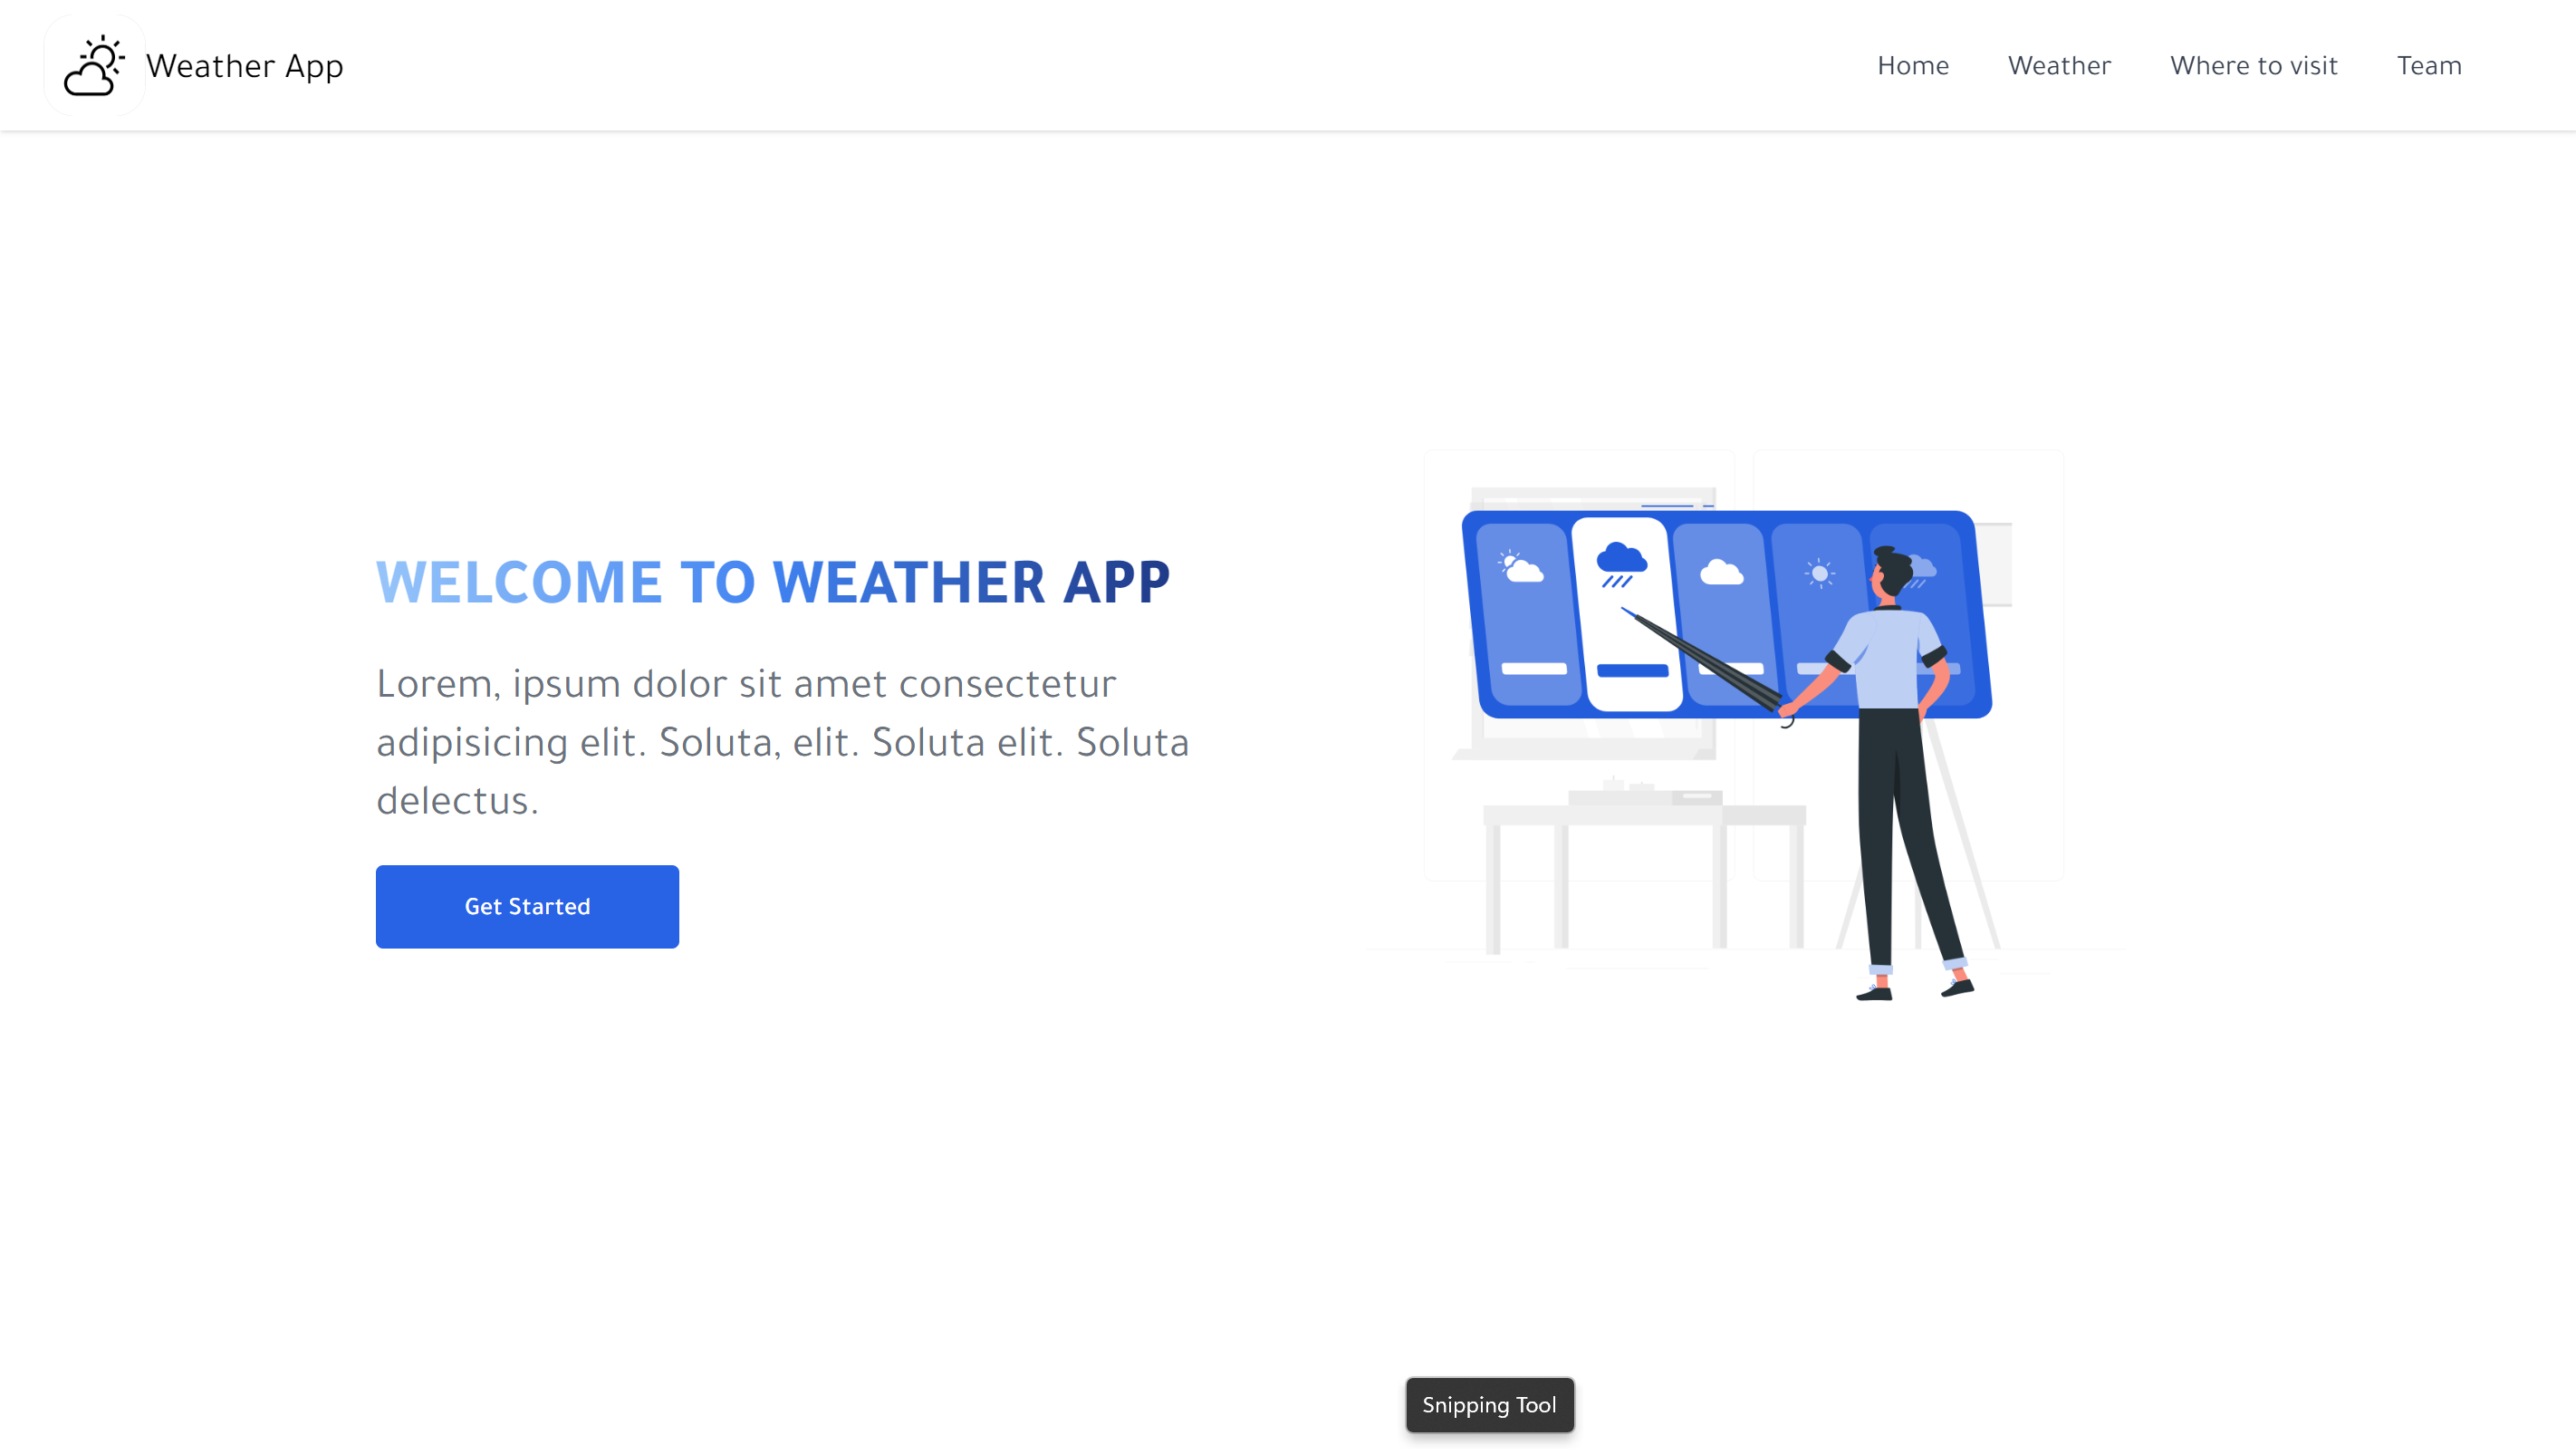 Weather App
Home Weather Where to visit Team
WELCOME TO WEATHER APP
Lorem, ipsum dolor sit amet consectetur
adipisicing elit. Soluta, elit. Soluta elit. Soluta
delectus.
Get Started
Snipping Tool